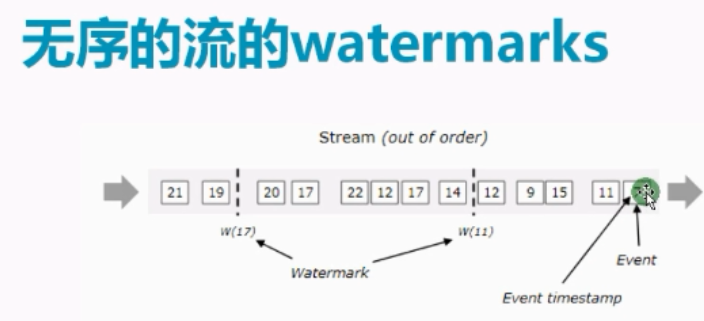 无序的流的watermarks
Stream (out of order)
21 19 20 17 22 12 17 14 12 9 15 11
W(17) W(11)
Watermark
Event
Event timestamp